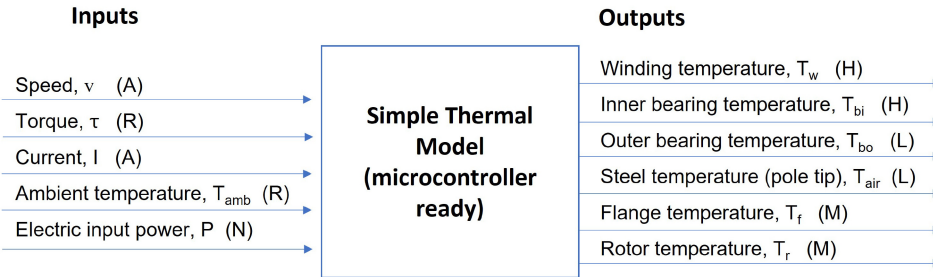 Inputs
Outputs
Speed, v (A)
Torque, τ (R)
Current, I (A)
Ambient temperature, Tamb (R)
Electric input power, P (N)
Simple Thermal
Model
(microcontroller
ready)
Winding temperature, Tw (H)
Inner bearing temperature, Tbi (H)
Outer bearing temperature, Tbo (L)
Steel temperature (pole tip), Tair (L)
Flange temperature, Tf (M)
Rotor temperature, Tr (M)